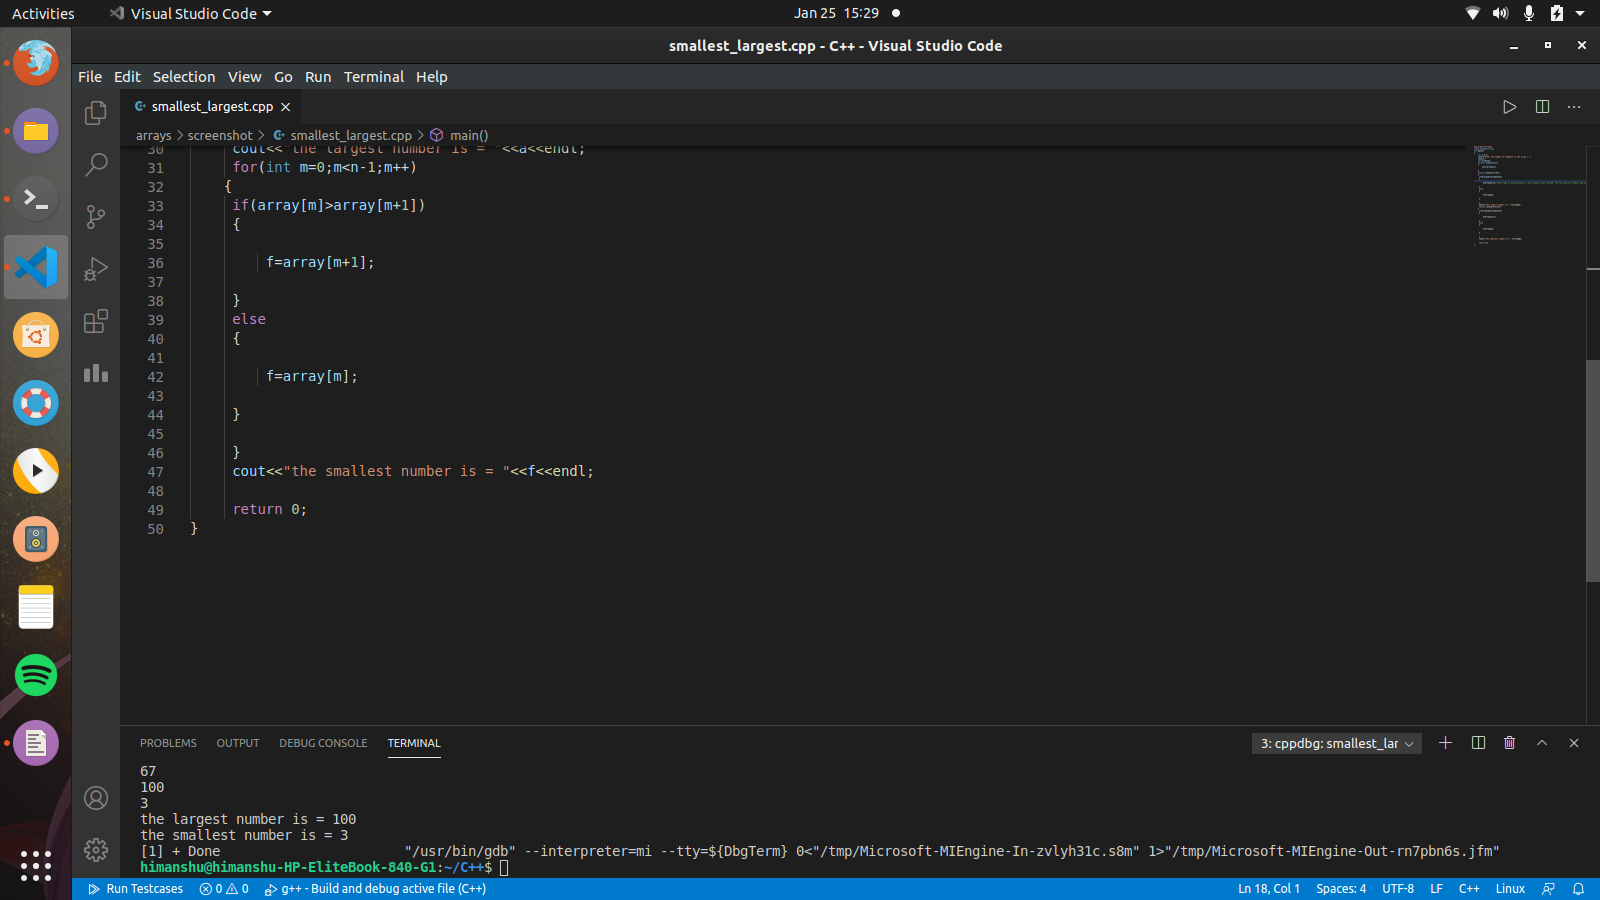 Activities
Visual Studio Code
Jan 25 15:29
smallest_largest.cpp - C++ - Visual Studio Code
File Edit Selection View Go Run Terminal Help
smallest_largest.cpp
arrays > screenshot > smallest_largest.cpp > main()
30 cout<<"the largest number is = "<<a<<endl;
31 for(int m=0;m<n-1;m++)
32 {
33 if(array[m]>array[m+1])
34 {
35
36 f=array[m+1];
37
38 }
39 else
40 {
41
42 f=array[m];
43
44 }
45
46 }
47 cout<<"the smallest number is = "<<f<<endl;
48
49 return 0;
50 }
PROBLEMS OUTPUT DEBUG CONSOLE TERMINAL
3: cppdbg: smallest_lar
67
100
3
the largest number is = 100
the smallest number is = 3
[1] + Done "/usr/bin/gdb" --interpreter=mi --tty=${DbgTerm} 0<"/tmp/Microsoft-MIEngine-In-zvlyh31c.s8m" 1>"/tmp/Microsoft-MIEngine-Out-rn7pbn6s.jfm"
himanshu@himanshu-HP-EliteBook-840-G1:~/C++$
Run Testcases 0 0 g++ - Build and debug active file (C++)
Ln 18, Col 1 Spaces: 4 UTF-8 LF C++ Linux